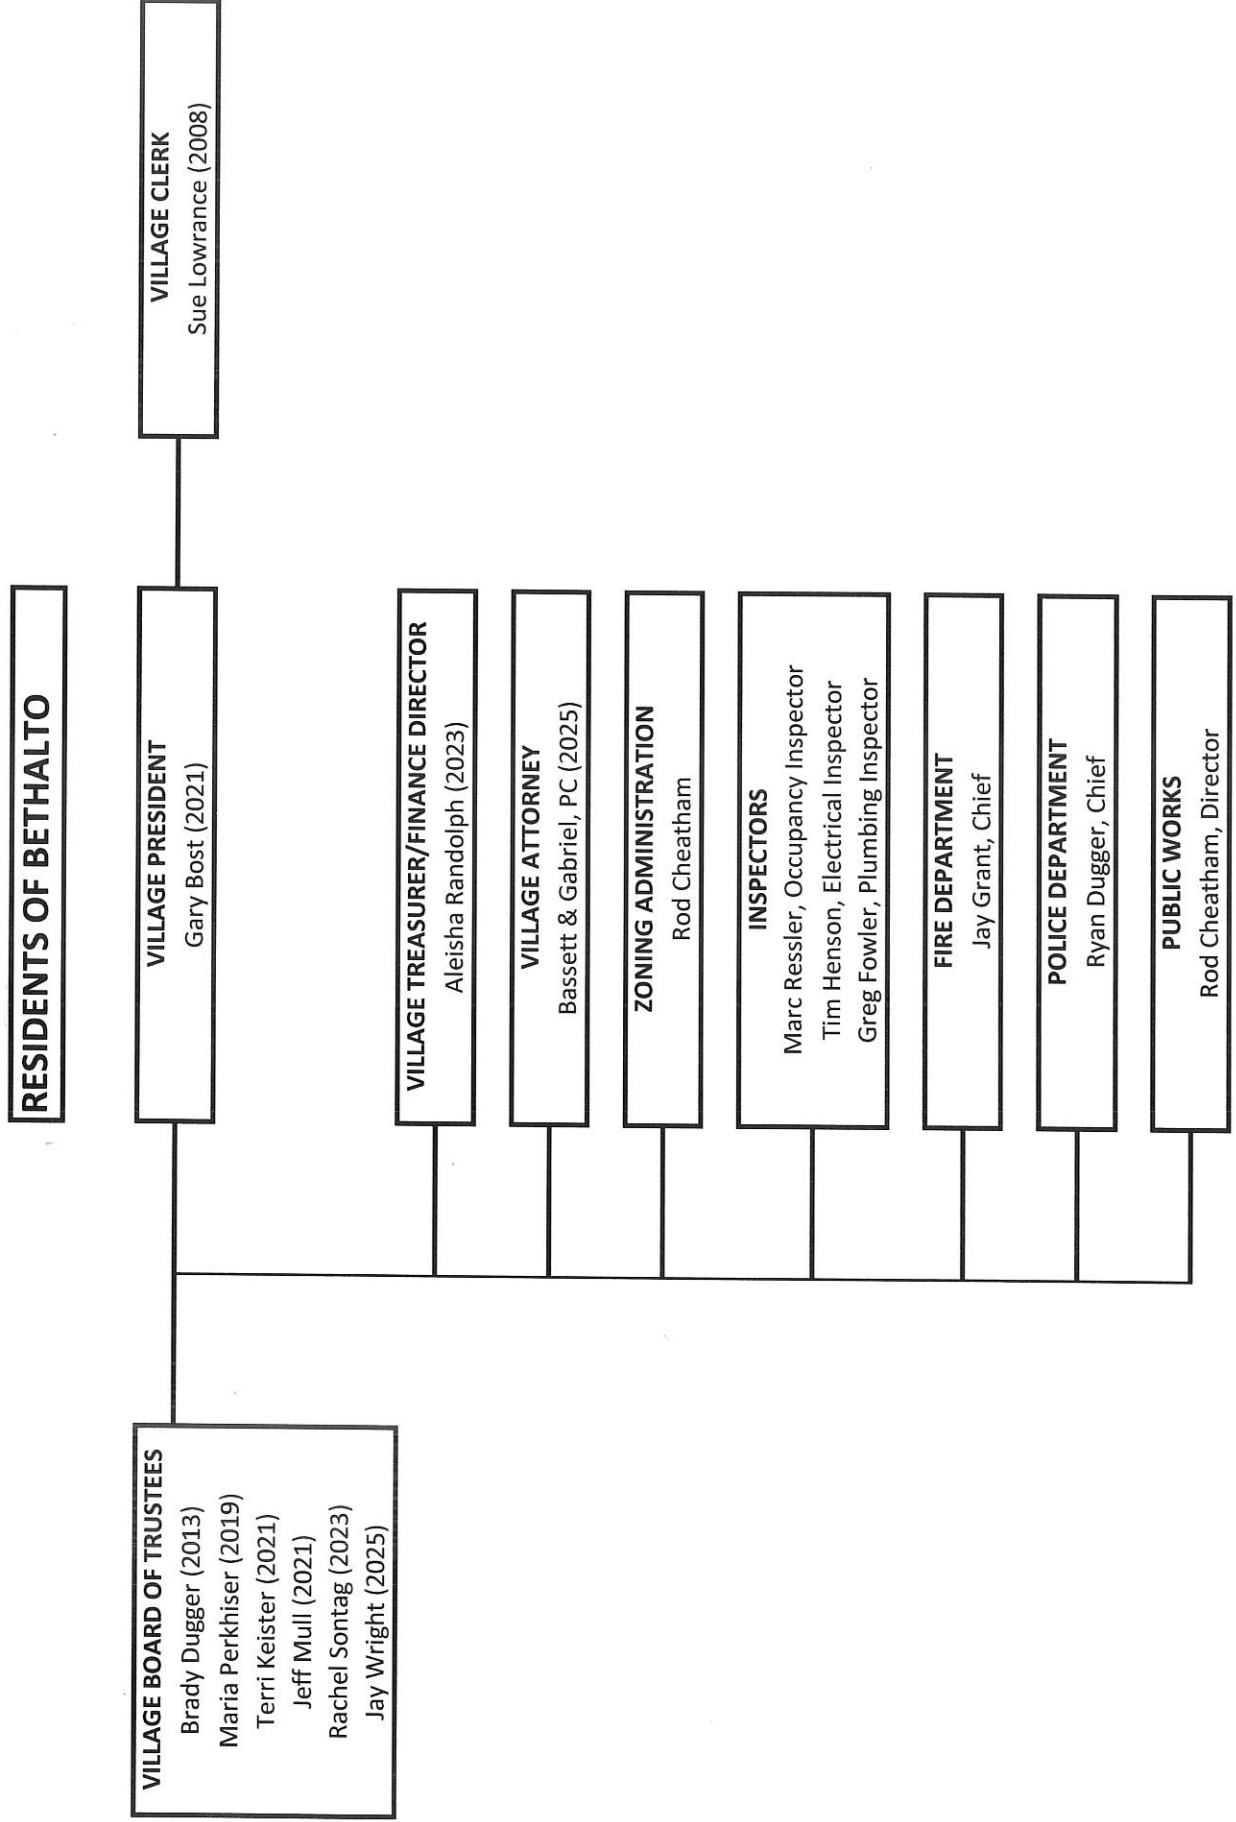 RESIDENTS OF BETHALTO
VILLAGE BOARD OF TRUSTEES
Brady Dugger (2013)
Maria Perkhiser (2019)
Terri Keister (2021)
Jeff Mull (2021)
Rachel Sontag (2023)
Jay Wright (2025)
VILLAGE PRESIDENT
Gary Bost (2021)
VILLAGE CLERK
Sue Lowrance (2008)
VILLAGE TREASURER/FINANCE DIRECTOR
Aleisha Randolph (2023)
VILLAGE ATTORNEY
Bassett & Gabriel, PC (2025)
ZONING ADMINISTRATION
Rod Cheatham
INSPECTORS
Marc Ressler, Occupancy Inspector
Tim Henson, Electrical Inspector
Greg Fowler, Plumbing Inspector
FIRE DEPARTMENT
Jay Grant, Chief
POLICE DEPARTMENT
Ryan Dugger, Chief
PUBLIC WORKS
Rod Cheatham, Director